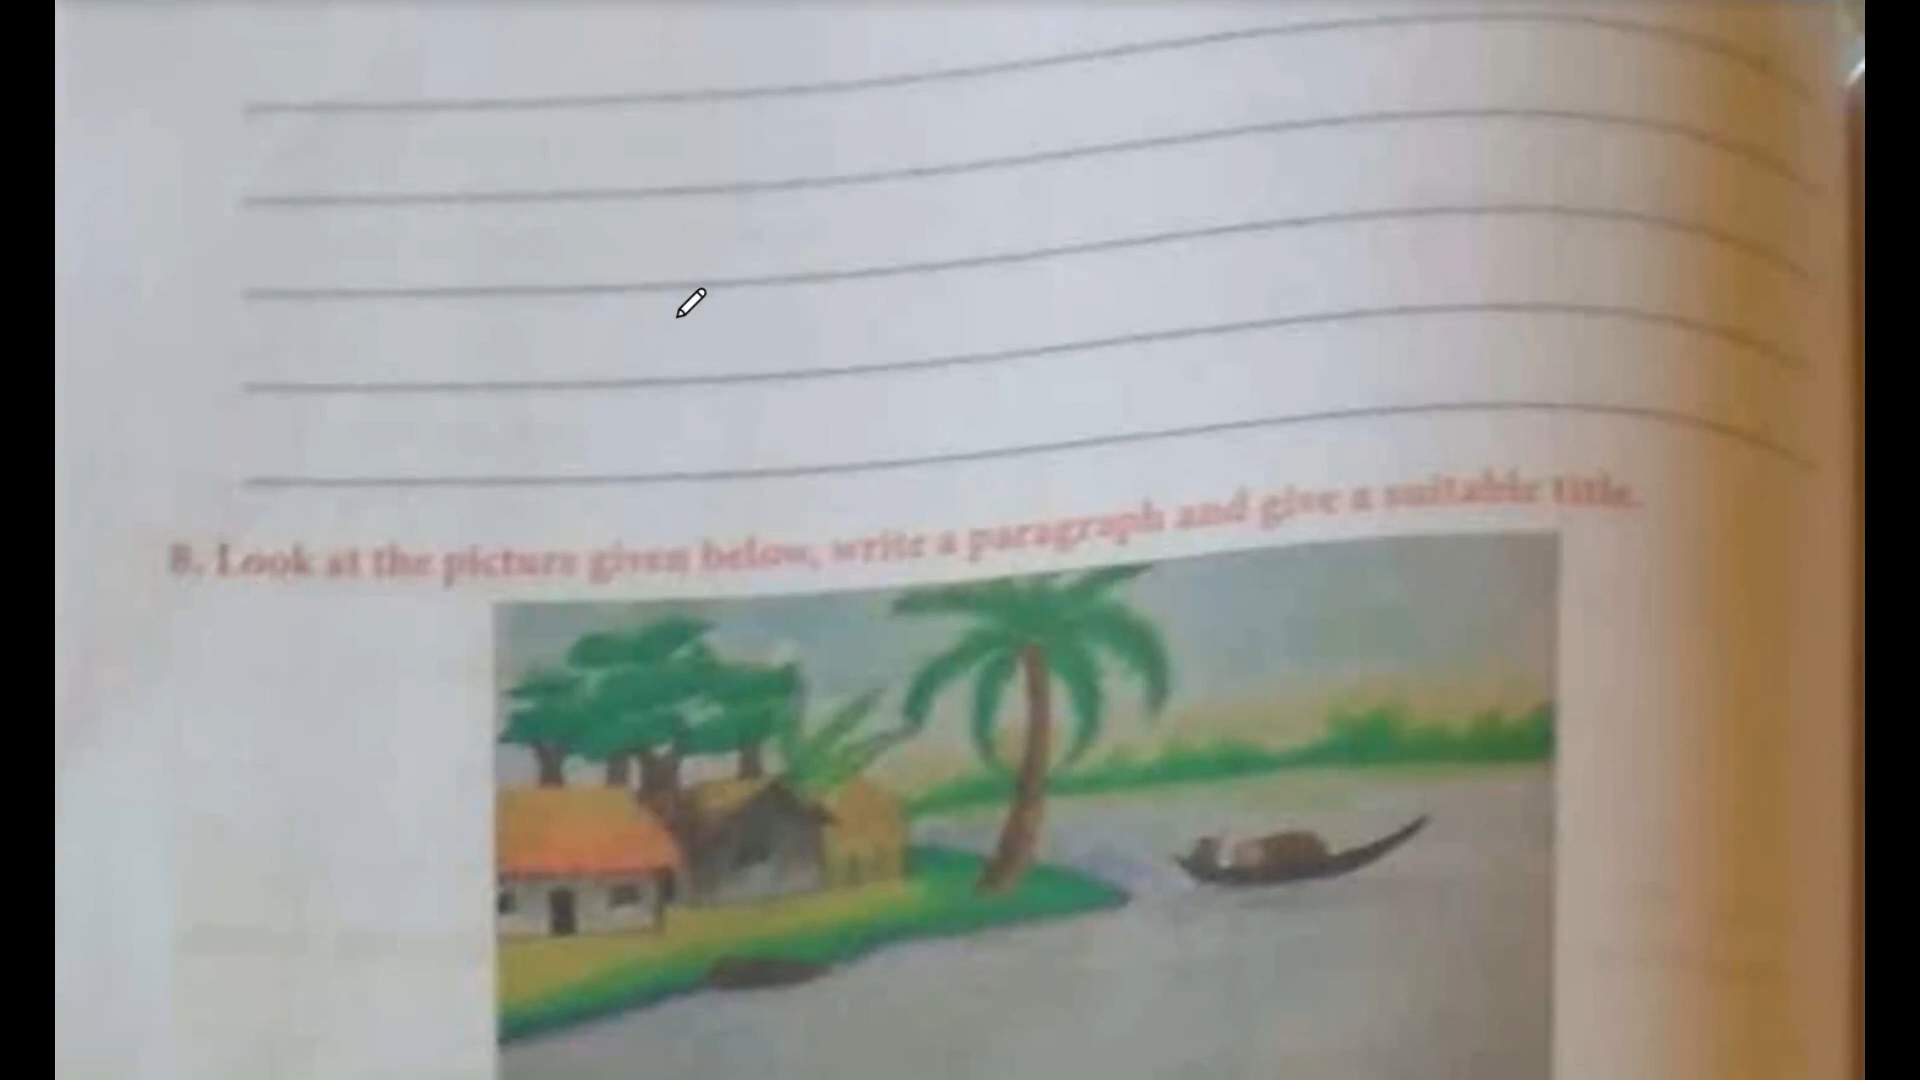 8. Look at the picture given below, write a paragraph and give a suitable title.